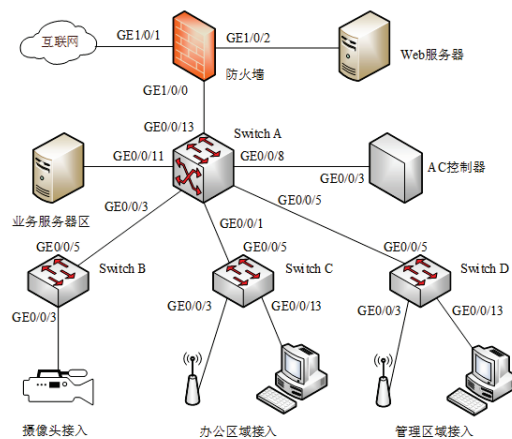 互联网
GE1/0/1
GE1/0/2
Web服务器
防火墙
GE1/0/0
GE0/0/13
Switch A
GE0/0/11
GE0/0/8
GE0/0/3
AC控制器
业务服务器区
GE0/0/3
GE0/0/1
GE0/0/5
GE0/0/5
Switch B
GE0/0/5
Switch C
GE0/0/5
Switch D
GE0/0/3
GE0/0/3
GE0/0/13
GE0/0/3
GE0/0/13
摄像头接入
办公区域接入
管理区域接入